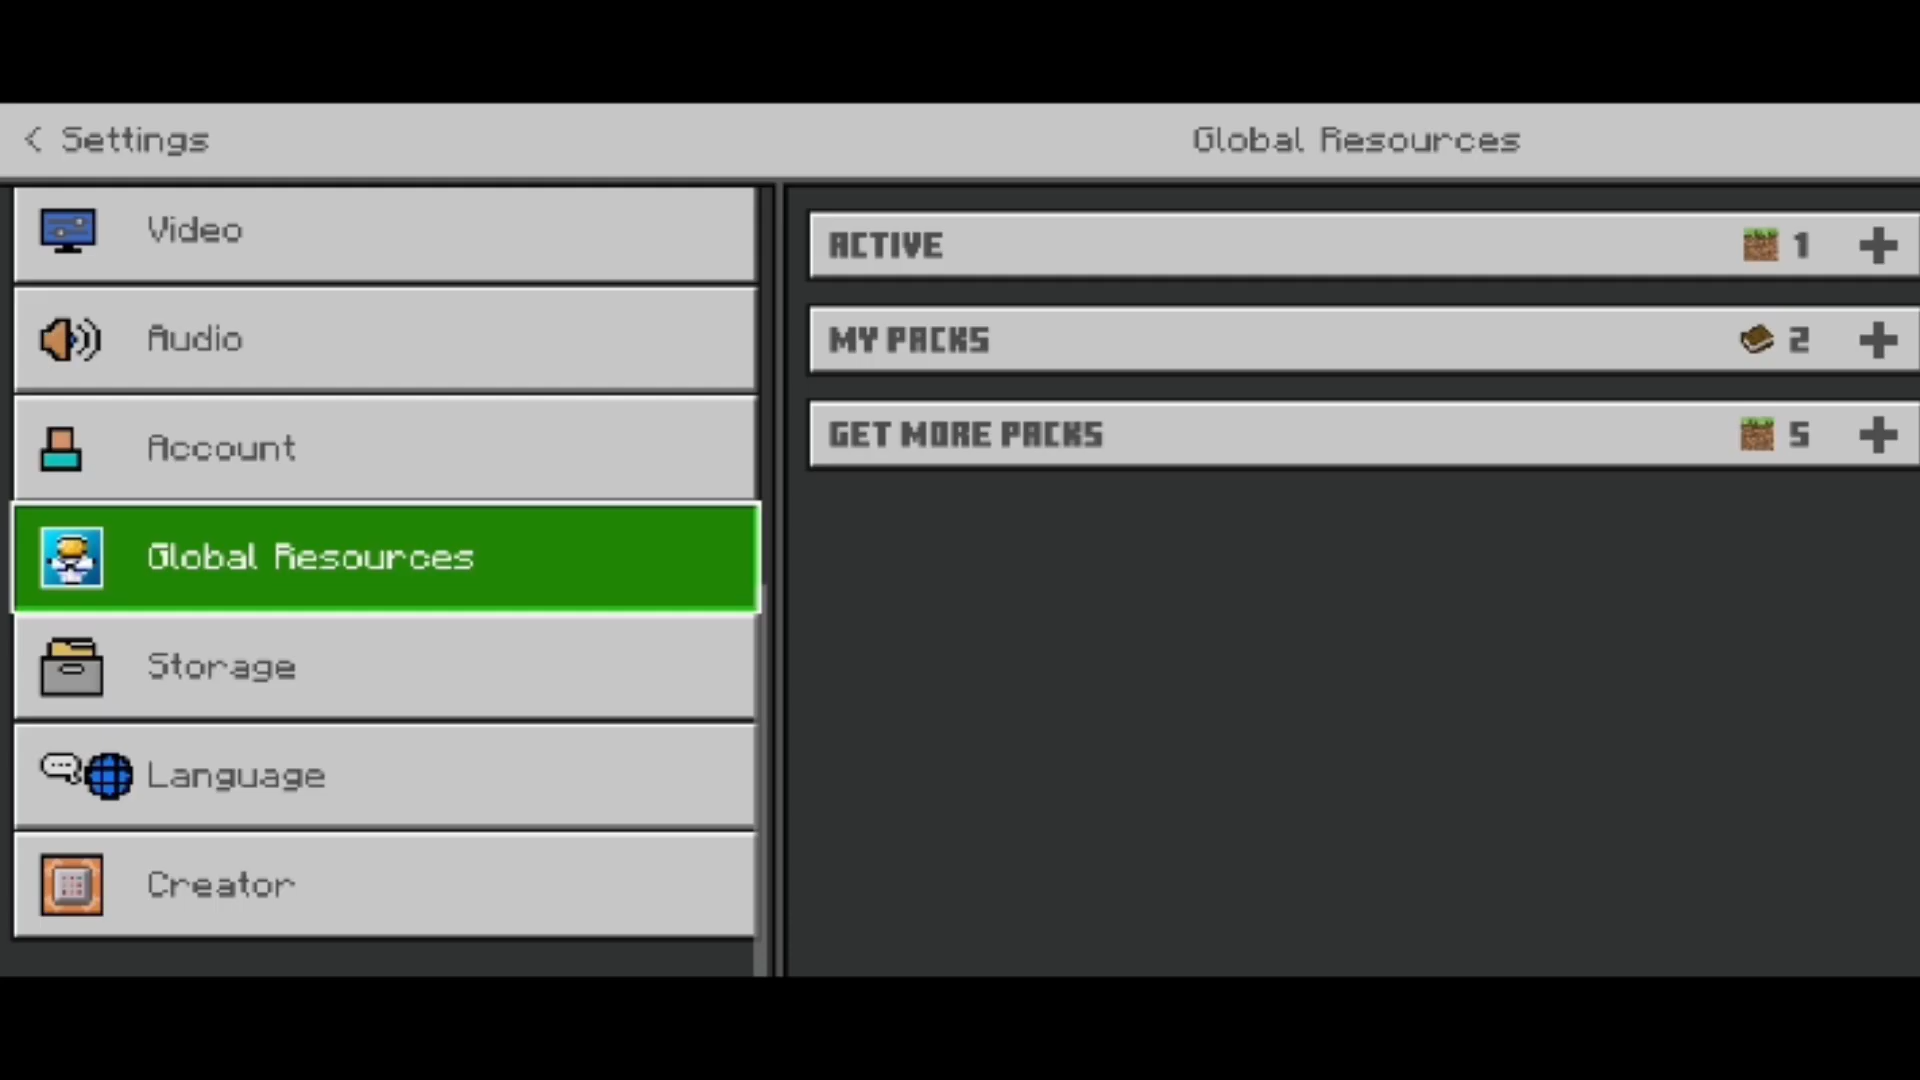 < Settings
Global Resources
Video
Audio
Account
Global Resources
Storage
Language
Creator
ACTIVE 1 +
MY PACKS 2 +
GET MORE PACKS 5 +